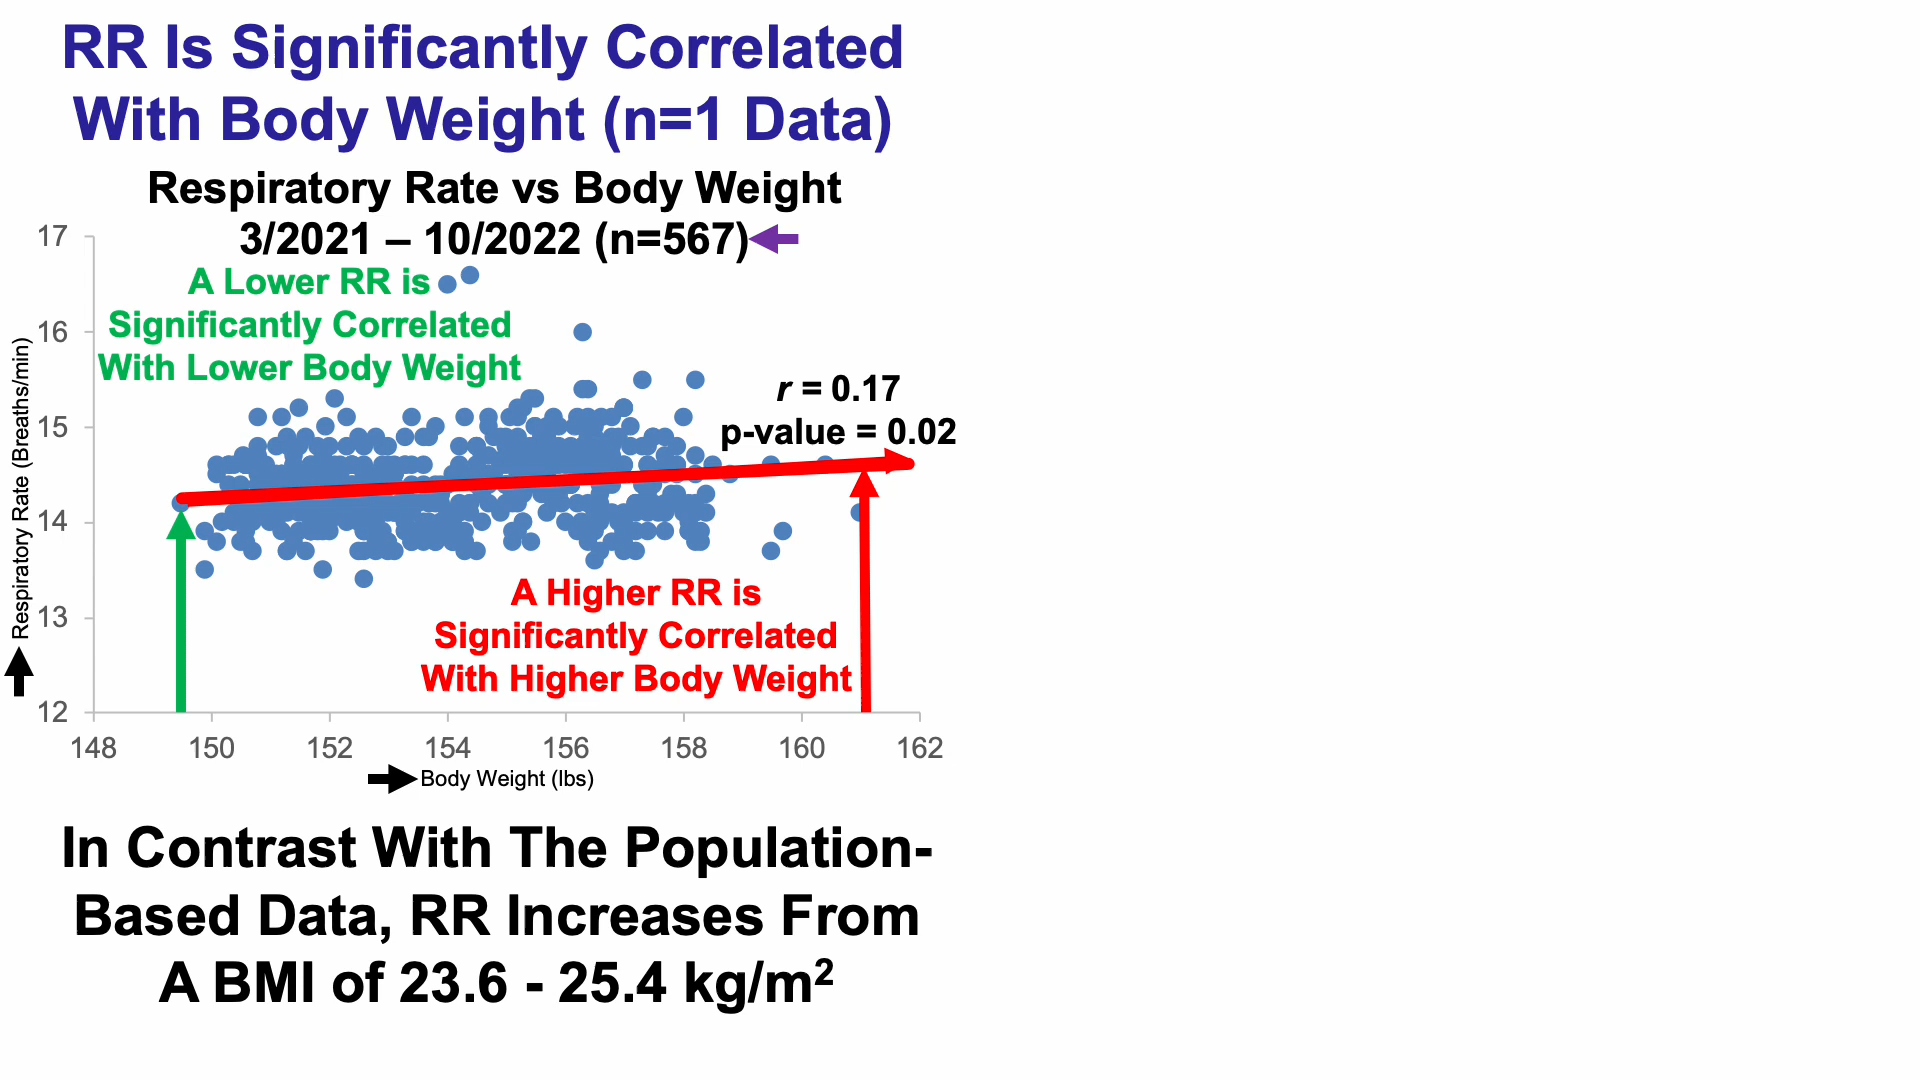 RR Is Significantly Correlated
With Body Weight (n=1 Data)
Respiratory Rate vs Body Weight
3/2021 – 10/2022 (n=567)
A Lower RR is
Significantly Correlated
With Lower Body Weight
r = 0.17
p-value = 0.02
A Higher RR is
Significantly Correlated
With Higher Body Weight
Respiratory Rate (Breaths/min)
17
16
15
14
13
12
148 150 152 154 156 158 160 162
Body Weight (lbs)
In Contrast With The Population-
Based Data, RR Increases From
A BMI of 23.6 - 25.4 kg/m²